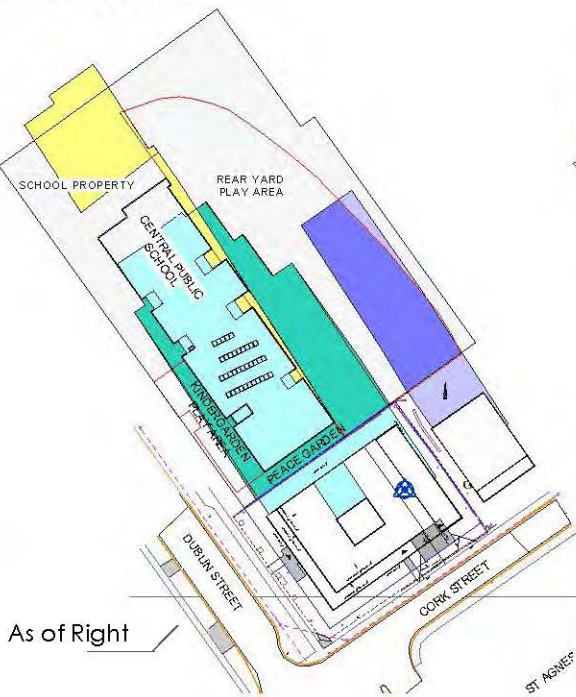 SCHOOL PROPERTY
REAR YARD
PLAY AREA
CENTRAL PUBLIC
SCHOOL
KINDERGARDEN
PLAY AREA
PEACE GARDEN
DUBLIN STREET
CORK STREET
As of Right
ST AGNES